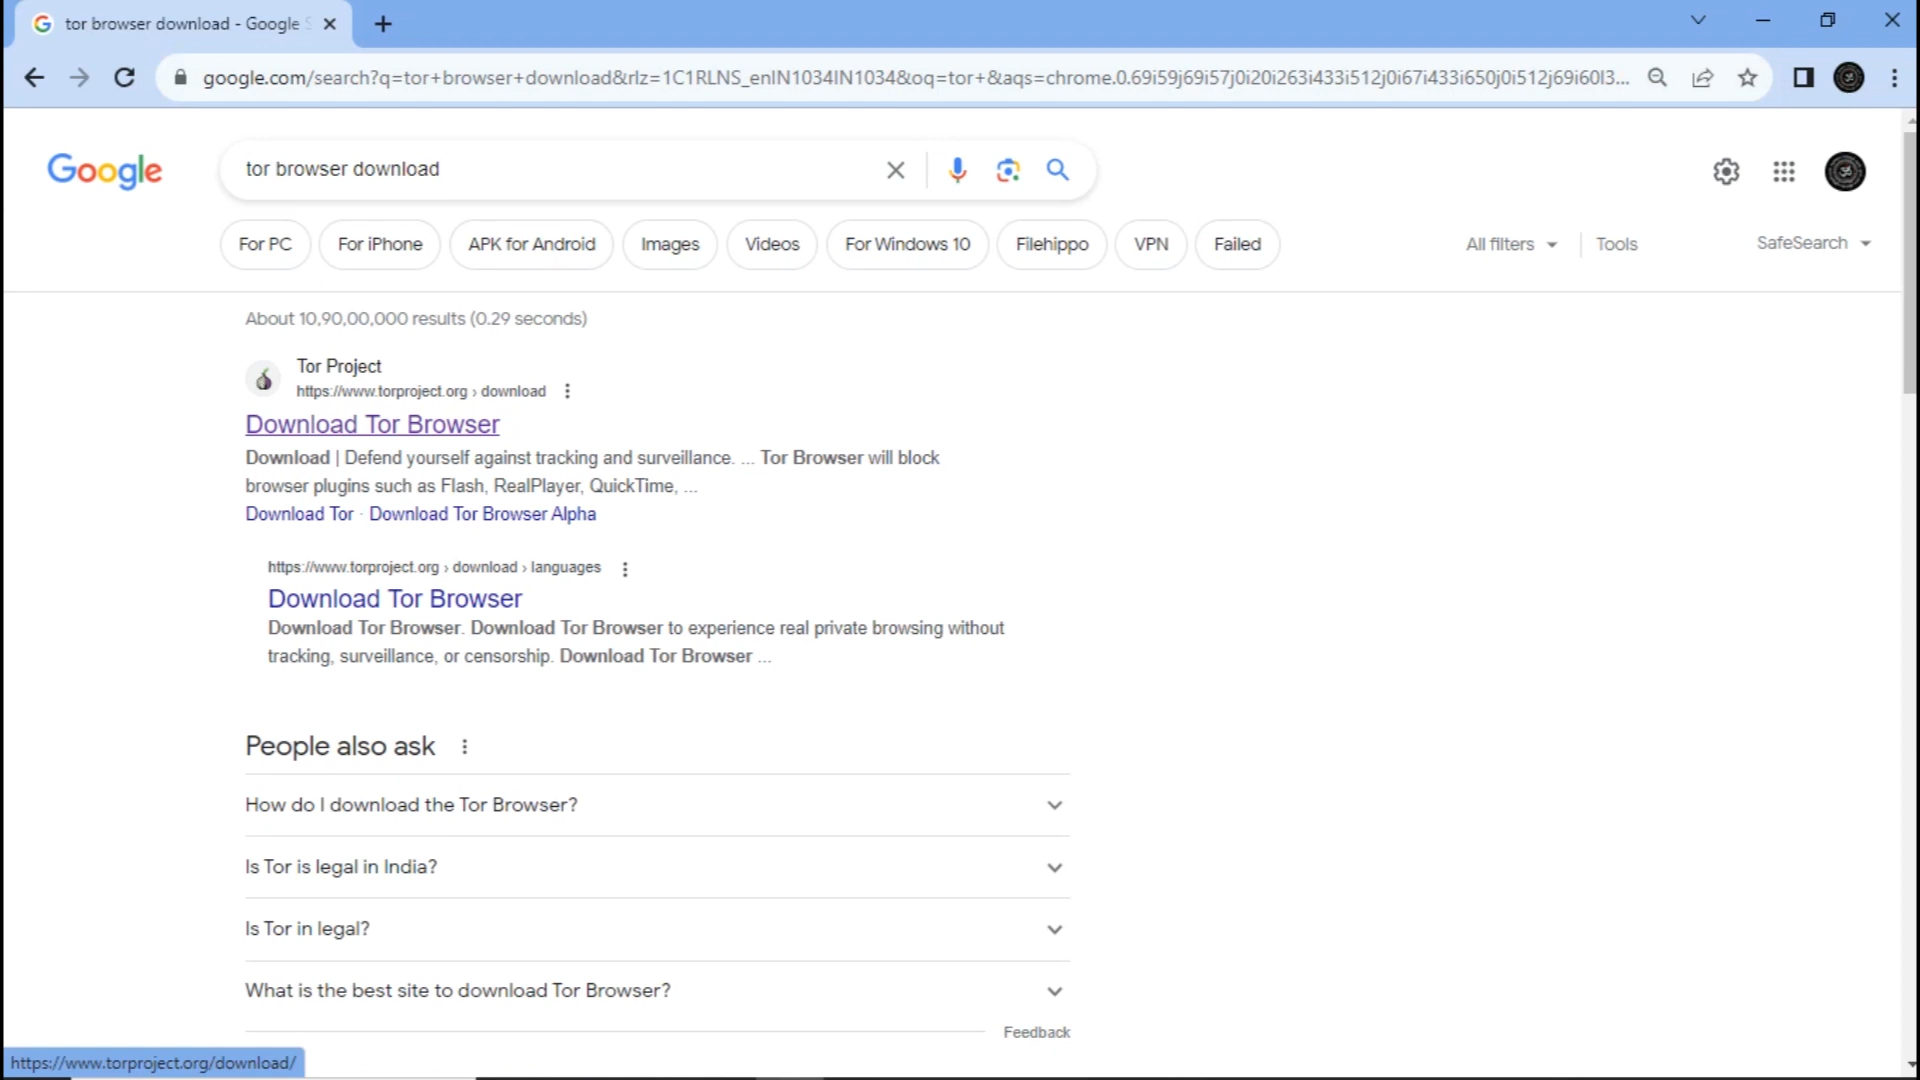 tor browser download - Google S
google.com/search?q=tor+browser+download&rlz=1C1RLNS_enIN1034IN1034&oq=tor+&aqs=chrome.0.69i59j69i57j0i20i263i433i512j0i67i433i650j0i512j69i60l3...
Google
tor browser download
For PC
For iPhone
APK for Android
Images
Videos
For Windows 10
Filehippo
VPN
Failed
All filters
Tools
SafeSearch
About 10,90,00,000 results (0.29 seconds)
Tor Project
https://www.torproject.org › download
Download Tor Browser
Download | Defend yourself against tracking and surveillance. ... Tor Browser will block
browser plugins such as Flash, RealPlayer, QuickTime, ...
Download Tor · Download Tor Browser Alpha
https://www.torproject.org › download › languages
Download Tor Browser
Download Tor Browser. Download Tor Browser to experience real private browsing without
tracking, surveillance, or censorship. Download Tor Browser ...
People also ask
How do I download the Tor Browser?
Is Tor is legal in India?
Is Tor in legal?
What is the best site to download Tor Browser?
Feedback
https://www.torproject.org/download/